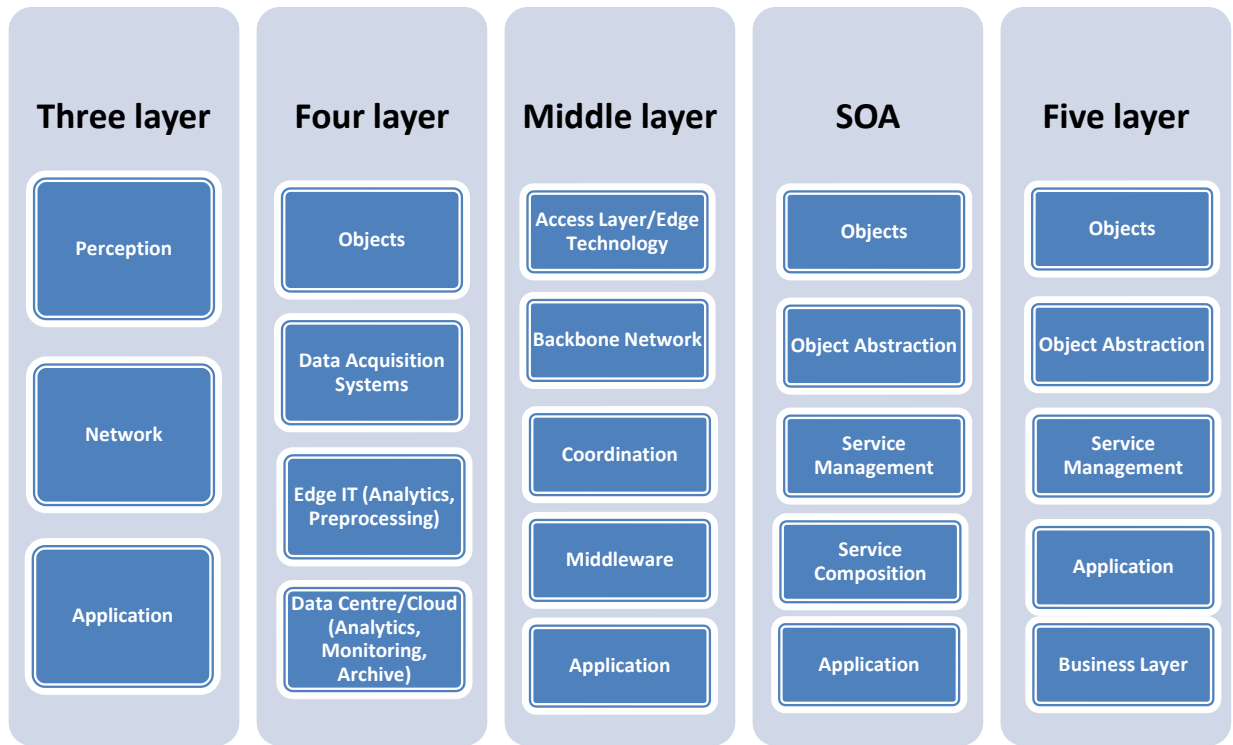 Three layer
Perception
Network
Application
Four layer
Objects
Data Acquisition
Systems
Edge IT (Analytics,
Preprocessing)
Data Centre/Cloud
(Analytics,
Monitoring,
Archive)
Middle layer
Access Layer/Edge
Technology
Backbone Network
Coordination
Middleware
Application
SOA
Objects
Object Abstraction
Service
Management
Service
Composition
Application
Five layer
Objects
Object Abstraction
Service
Management
Application
Business Layer